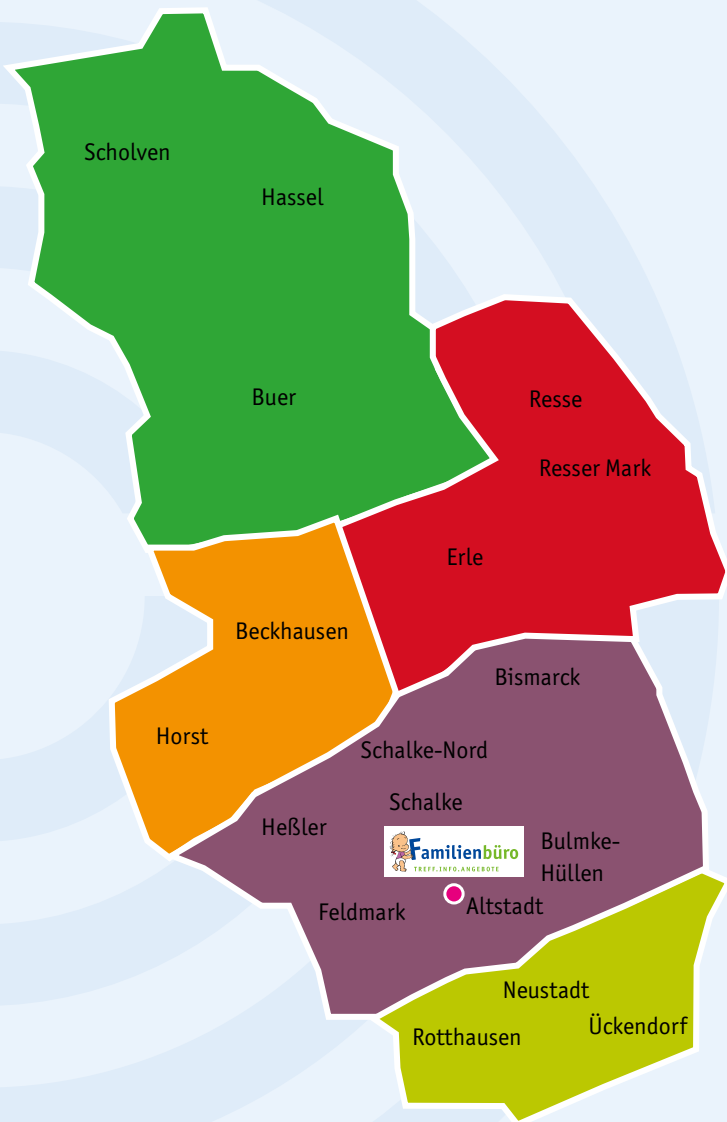 Scholven
Hassel
Buer
Resse
Resser Mark
Erle
Beckhausen
Bismarck
Horst
Schalke-Nord
Schalke
Heßler
Familienbüro
TREFF.INFO.ANGEBOTE
Bulmke-
Hüllen
Feldmark
Altstadt
Neustadt
Ückendorf
Rotthausen